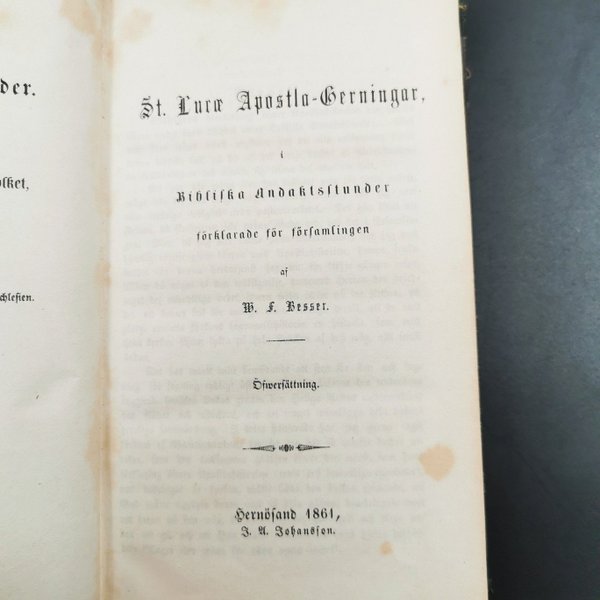 der.
olket,
chlesien.
St. Lucæ Apostla-Gerningar,
i
Bibliska Andaktsstunder
förklarade för församlingen
af
W. F. Besser.
Öfwersättning.
Hernösand 1861,
J. A. Johansson.